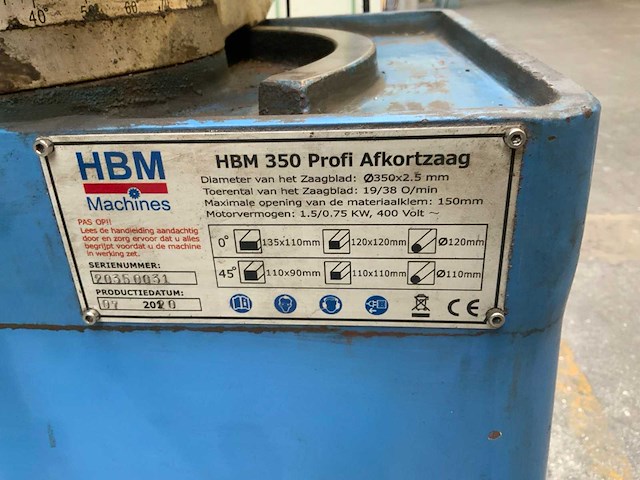 40° 50 60
HBM
Machines
HBM 350 Profi Afkortzaag
Diameter van het Zaagblad: Ø350x2.5 mm
Toerental van het Zaagblad: 19/38 O/min
Maximale opening van de materiaalklem: 150mm
Motorvermogen: 1.5/0.75 KW, 400 Volt ~
PAS OP!!
Lees de handleiding aandachtig
door en zorg ervoor dat u alles
begrijpt voordat u de machine
in werking zet.
SERIENUMMER:
20350031
PRODUCTIEDATUM:
2020
0° 135x110mm 120x120mm Ø120mm
45° 110x90mm 110x110mm Ø110mm
CE